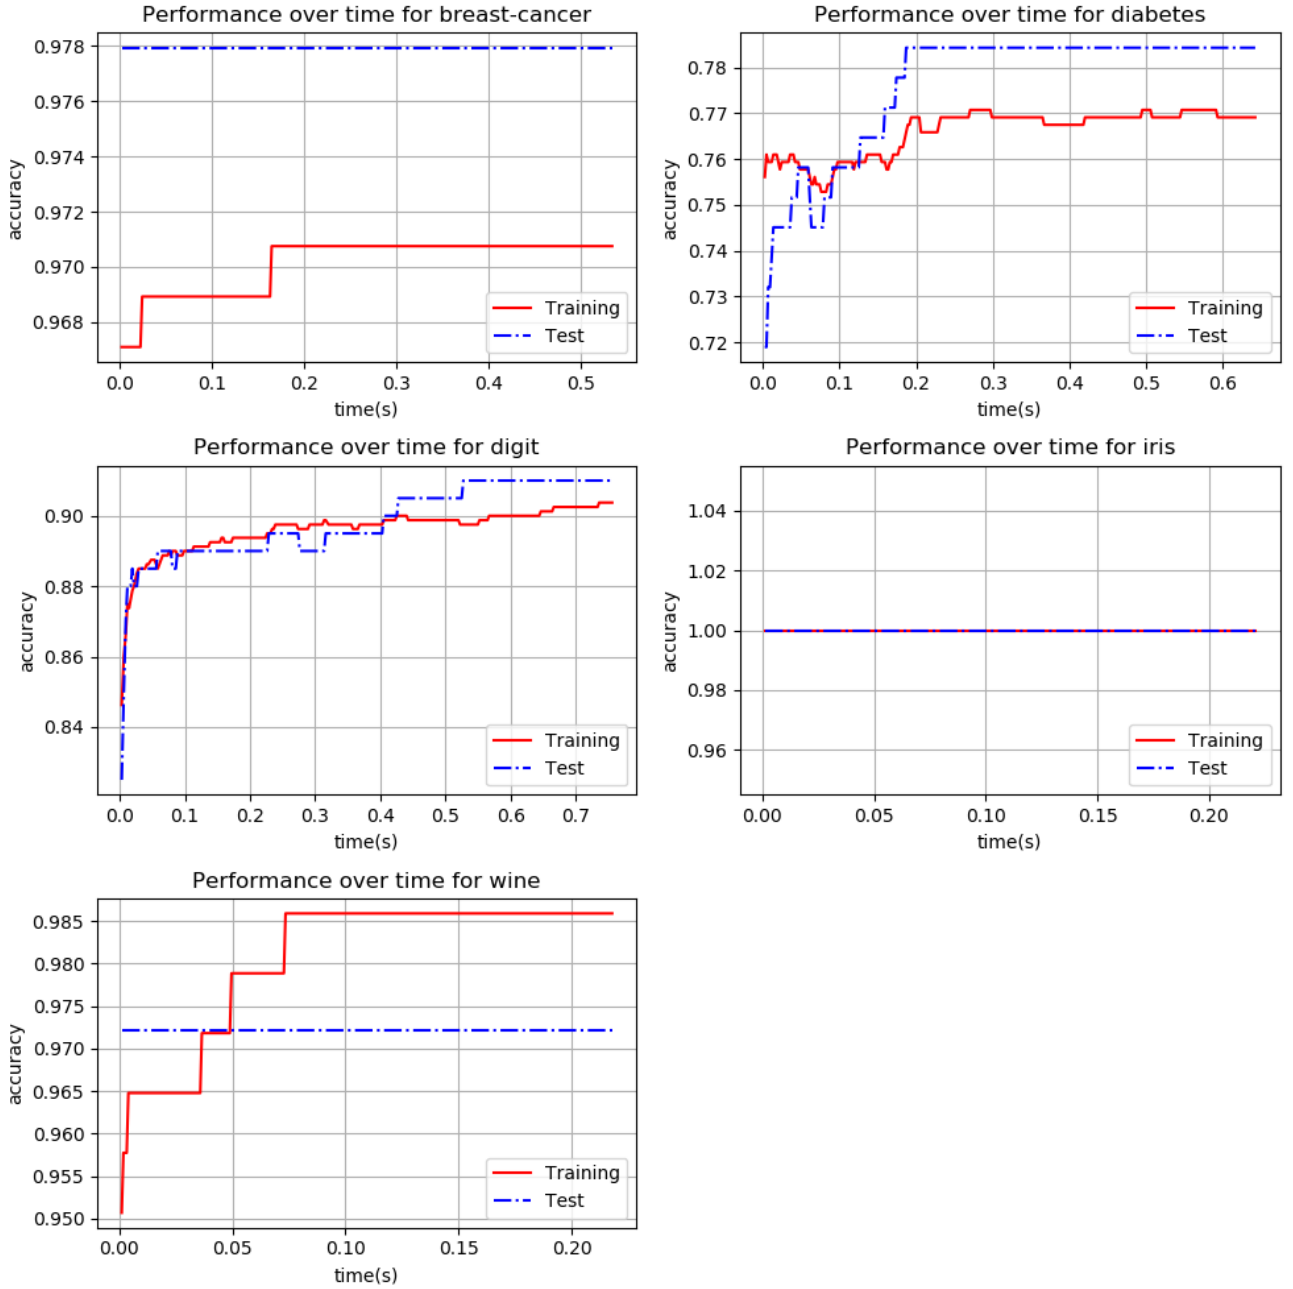 Performance over time for breast-cancer
0.978
0.976
0.974
0.972
0.970
0.968
accuracy
Training
Test
0.0 0.1 0.2 0.3 0.4 0.5
time(s)
Performance over time for diabetes
0.78
0.77
0.76
0.75
0.74
0.73
0.72
accuracy
Training
Test
0.0 0.1 0.2 0.3 0.4 0.5 0.6
time(s)
Performance over time for digit
0.90
0.88
0.86
0.84
accuracy
Training
Test
0.0 0.1 0.2 0.3 0.4 0.5 0.6 0.7
time(s)
Performance over time for iris
1.04
1.02
1.00
0.98
0.96
accuracy
Training
Test
0.00 0.05 0.10 0.15 0.20
time(s)
Performance over time for wine
0.985
0.980
0.975
0.970
0.965
0.960
0.955
0.950
accuracy
Training
Test
0.00 0.05 0.10 0.15 0.20
time(s)